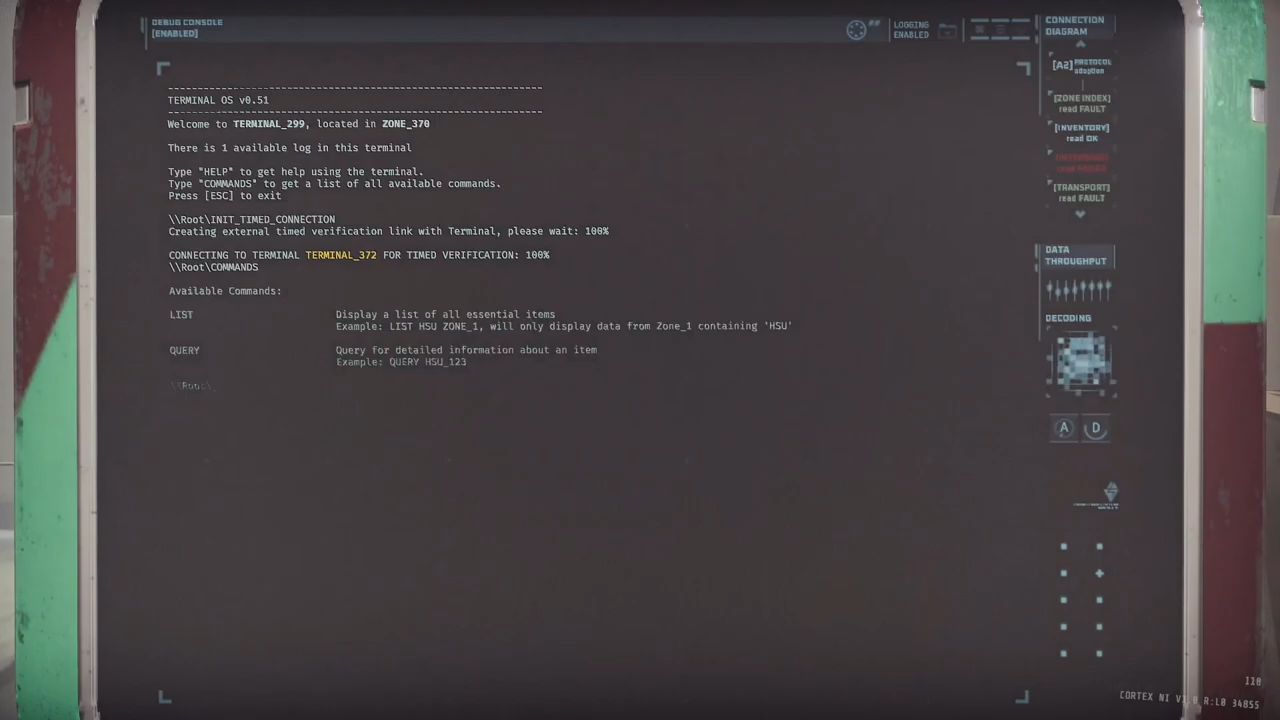 DEBUG CONSOLE
[ENABLED]
LOGGING
ENABLED
CONNECTION
DIAGRAM
[A2] PROTOCOL
[ZONE INDEX]
read FAULT
[INVENTORY]
read OK
[TRANSPORT]
read FAULT
DATA
THROUGHPUT
DECODING
A D
--------------------------------------------------------------
TERMINAL OS v0.51
--------------------------------------------------------------
Welcome to TERMINAL_299, located in ZONE_370
There is 1 available log in this terminal
Type "HELP" to get help using the terminal.
Type "COMMANDS" to get a list of all available commands.
Press [ESC] to exit
\\Root\INIT_TIMED_CONNECTION
Creating external timed verification link with Terminal, please wait: 100%
CONNECTING TO TERMINAL TERMINAL_372 FOR TIMED VERIFICATION: 100%
\\Root\COMMANDS
Available Commands:
LIST Display a list of all essential items
Example: LIST HSU ZONE_1, will only display data from Zone_1 containing 'HSU'
QUERY Query for detailed information about an item
Example: QUERY HSU_123
\\Root\
110
CORTEX NI V1.0 R:L0 34855